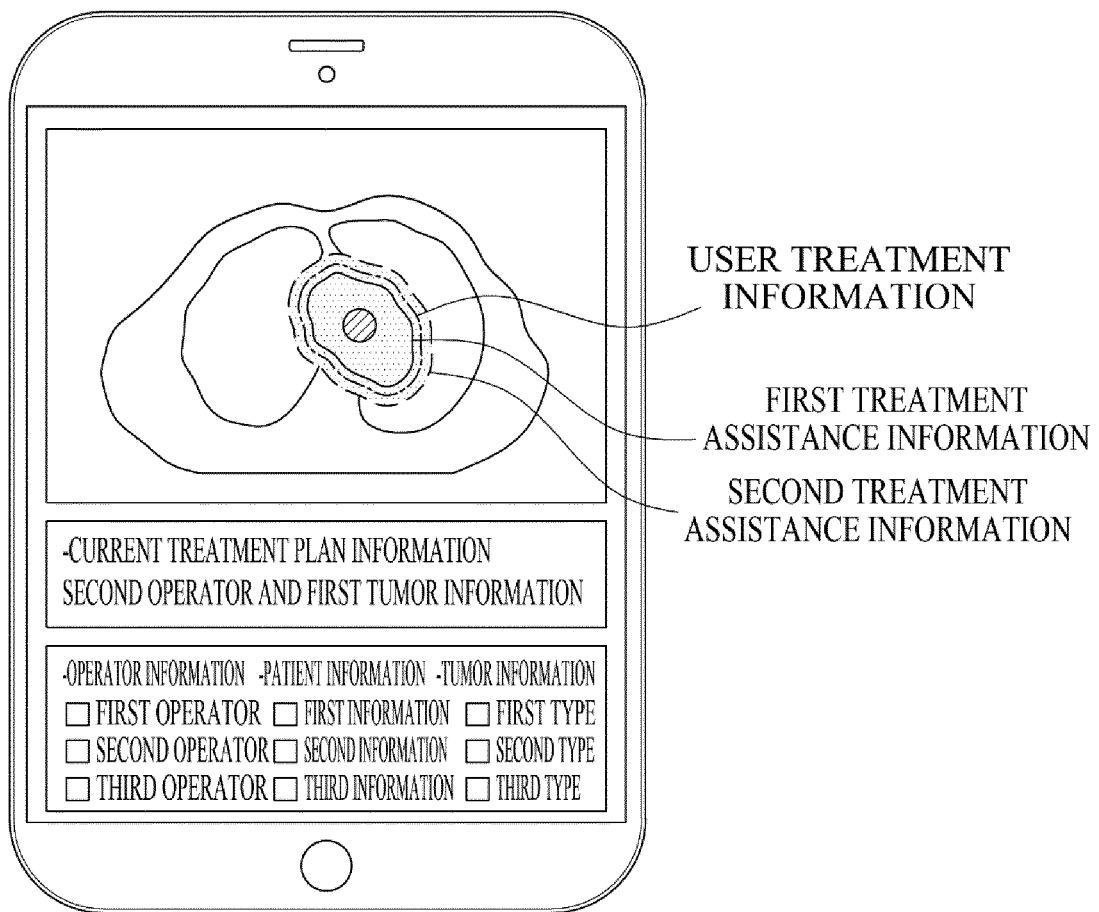 USER TREATMENT
INFORMATION
FIRST TREATMENT
ASSISTANCE INFORMATION
SECOND TREATMENT
ASSISTANCE INFORMATION
-CURRENT TREATMENT PLAN INFORMATION
SECOND OPERATOR AND FIRST TUMOR INFORMATION
-OPERATOR INFORMATION -PATIENT INFORMATION -TUMOR INFORMATION
FIRST OPERATOR FIRST INFORMATION FIRST TYPE
SECOND OPERATOR SECOND INFORMATION SECOND TYPE
THIRD OPERATOR THIRD INFORMATION THIRD TYPE